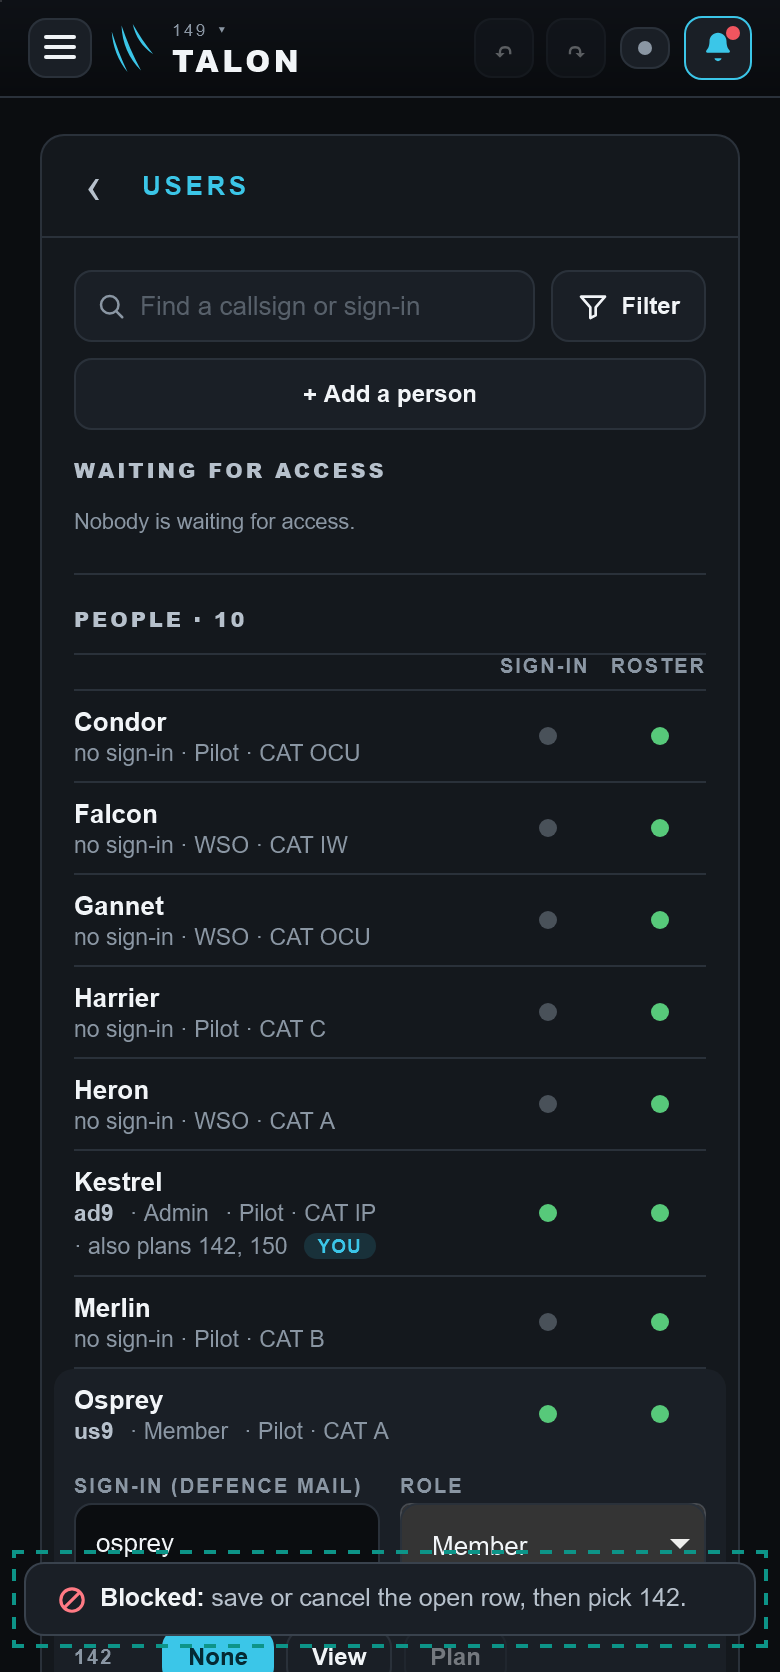 149 ▾
TALON
USERS
Find a callsign or sign-in
Filter
+ Add a person
WAITING FOR ACCESS
Nobody is waiting for access.
PEOPLE · 10
SIGN-IN ROSTER
Condor
no sign-in · Pilot · CAT OCU
Falcon
no sign-in · WSO · CAT IW
Gannet
no sign-in · WSO · CAT OCU
Harrier
no sign-in · Pilot · CAT C
Heron
no sign-in · WSO · CAT A
Kestrel
ad9 · Admin · Pilot · CAT IP
· also plans 142, 150 YOU
Merlin
no sign-in · Pilot · CAT B
Osprey
us9 · Member · Pilot · CAT A
SIGN-IN (DEFENCE MAIL) ROLE
osprey Member
Blocked: save or cancel the open row, then pick 142.
142 None View Plan